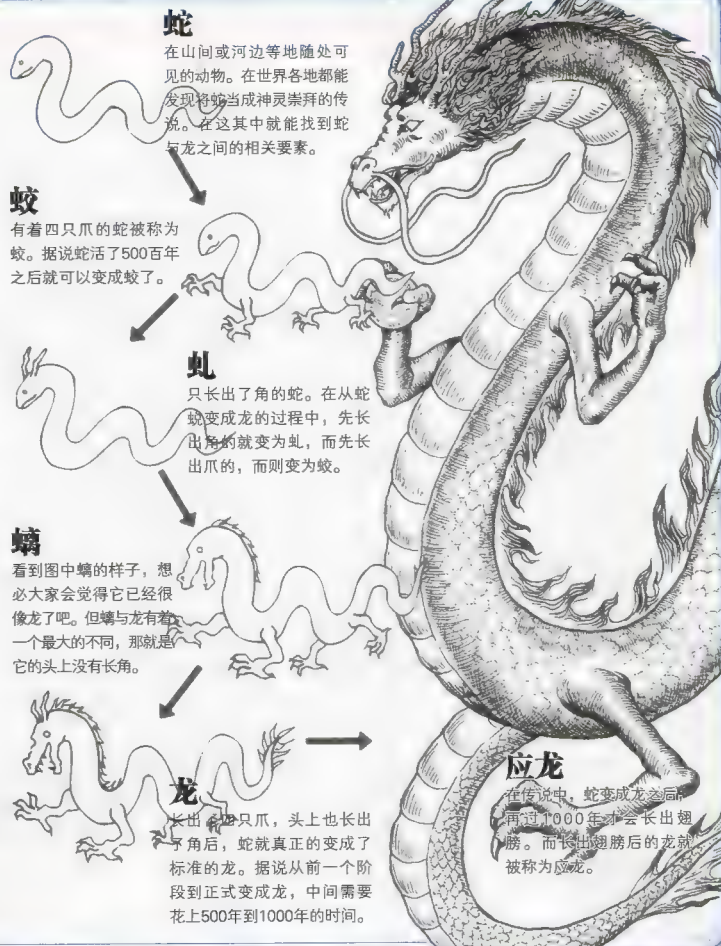 蛇
在山间或河边等地随处可
见的动物。在世界各地都能
发现将蛇当成神灵崇拜的传
说。在这其中就能找到蛇
与龙之间的相关要素。
蛟
有着四只爪的蛇被称为
蛟。据说蛇活了500百年
之后就可以变成蛟了。
虬
只长出了角的蛇。在从蛇
蜕变成龙的过程中，先长
出角的就变为虬，而先长
出爪的，而则变为蛟。
螭
看到图中螭的样子，想
必大家会觉得它已经很
像龙了吧。但螭与龙有着
一个最大的不同，那就是
它的头上没有长角。
龙
长出了四只爪，头上也长出
了角后，蛇就真正的变成了
标准的龙。据说从前一个阶
段到正式变成龙，中间需要
花上500年到1000年的时间。
应龙
在传说中，蛇变成龙之后，
再过1000年才会长出翅
膀。而长出翅膀后的龙就
被称为应龙。